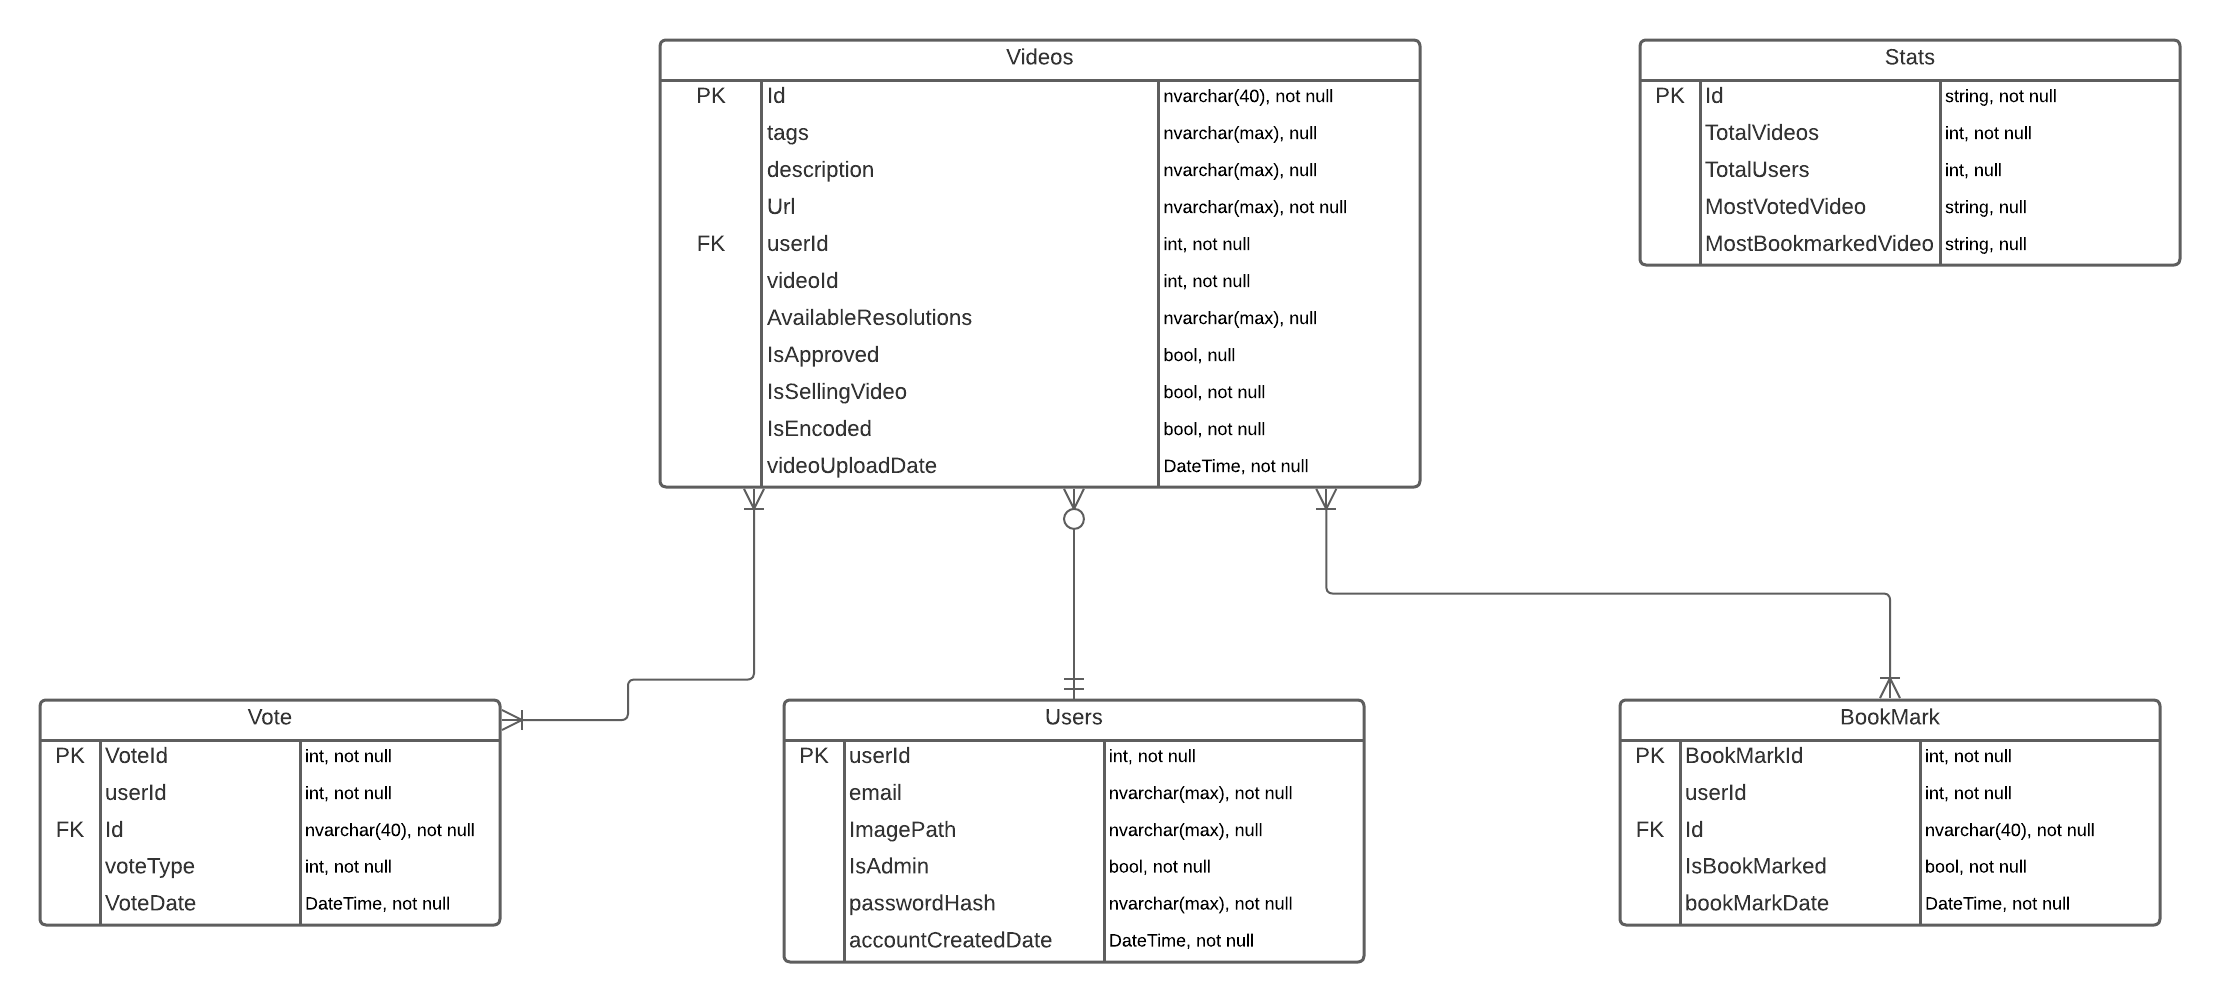 Videos
PK Id nvarchar(40), not null
tags nvarchar(max), null
description nvarchar(max), null
Url nvarchar(max), not null
FK userId int, not null
videoId int, not null
AvailableResolutions nvarchar(max), null
IsApproved bool, null
IsSellingVideo bool, not null
IsEncoded bool, not null
videoUploadDate DateTime, not null
Stats
PK Id string, not null
TotalVideos int, not null
TotalUsers int, null
MostVotedVideo string, null
MostBookmarkedVideo string, null
Vote
PK VoteId int, not null
userId int, not null
FK Id nvarchar(40), not null
voteType int, not null
VoteDate DateTime, not null
Users
PK userId int, not null
email nvarchar(max), not null
ImagePath nvarchar(max), null
IsAdmin bool, not null
passwordHash nvarchar(max), not null
accountCreatedDate DateTime, not null
BookMark
PK BookMarkId int, not null
userId int, not null
FK Id nvarchar(40), not null
IsBookMarked bool, not null
bookMarkDate DateTime, not null